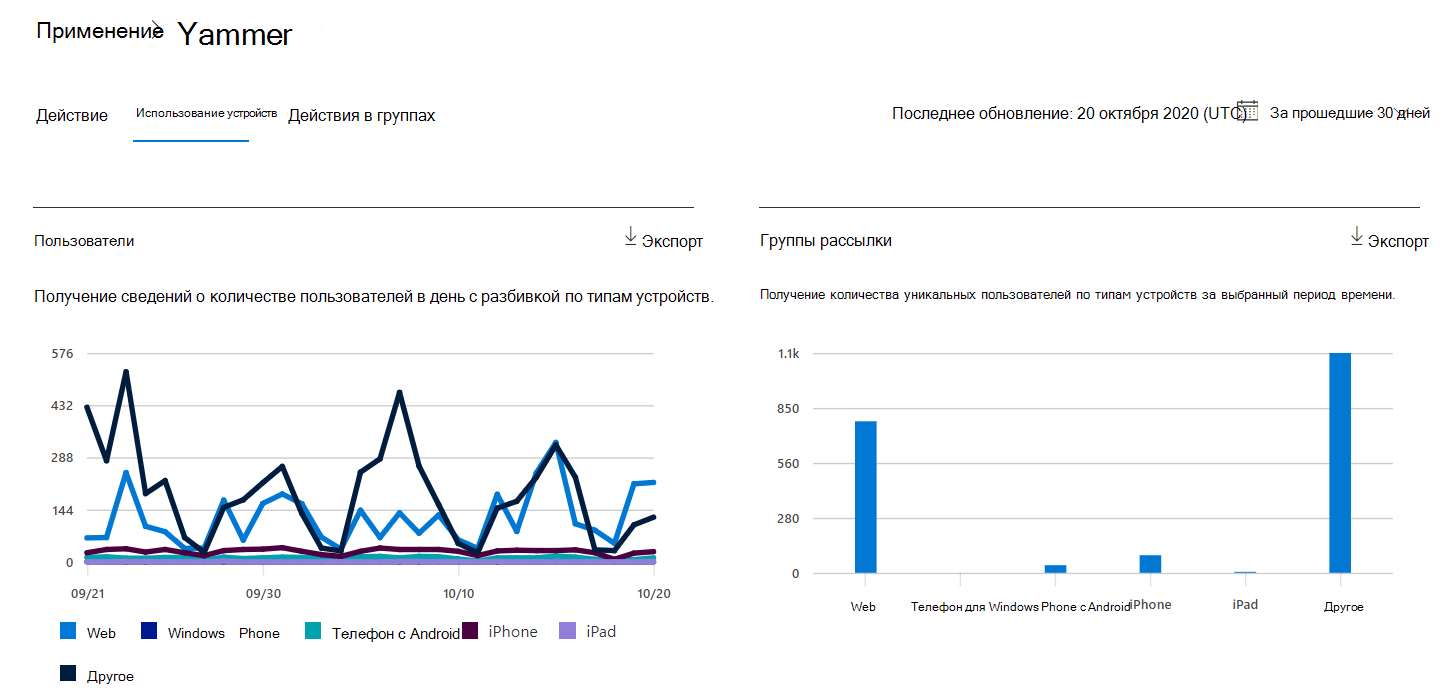 Применение Yammer
Действие Использование устройств Действия в группах Последнее обновление: 20 октября 2020 (UTC) За прошедшие 30 дней
Пользователи Экспорт
Получение сведений о количестве пользователей в день с разбивкой по типам устройств.
576
432
288
144
0
09/21 09/30 10/10 10/20
Web Windows Phone Телефон с Android iPhone iPad
Другое
Группы рассылки Экспорт
Получение количества уникальных пользователей по типам устройств за выбранный период времени.
1.1k
850
560
280
0
Web Телефон для Windows Phone с Android iPhone iPad Другое